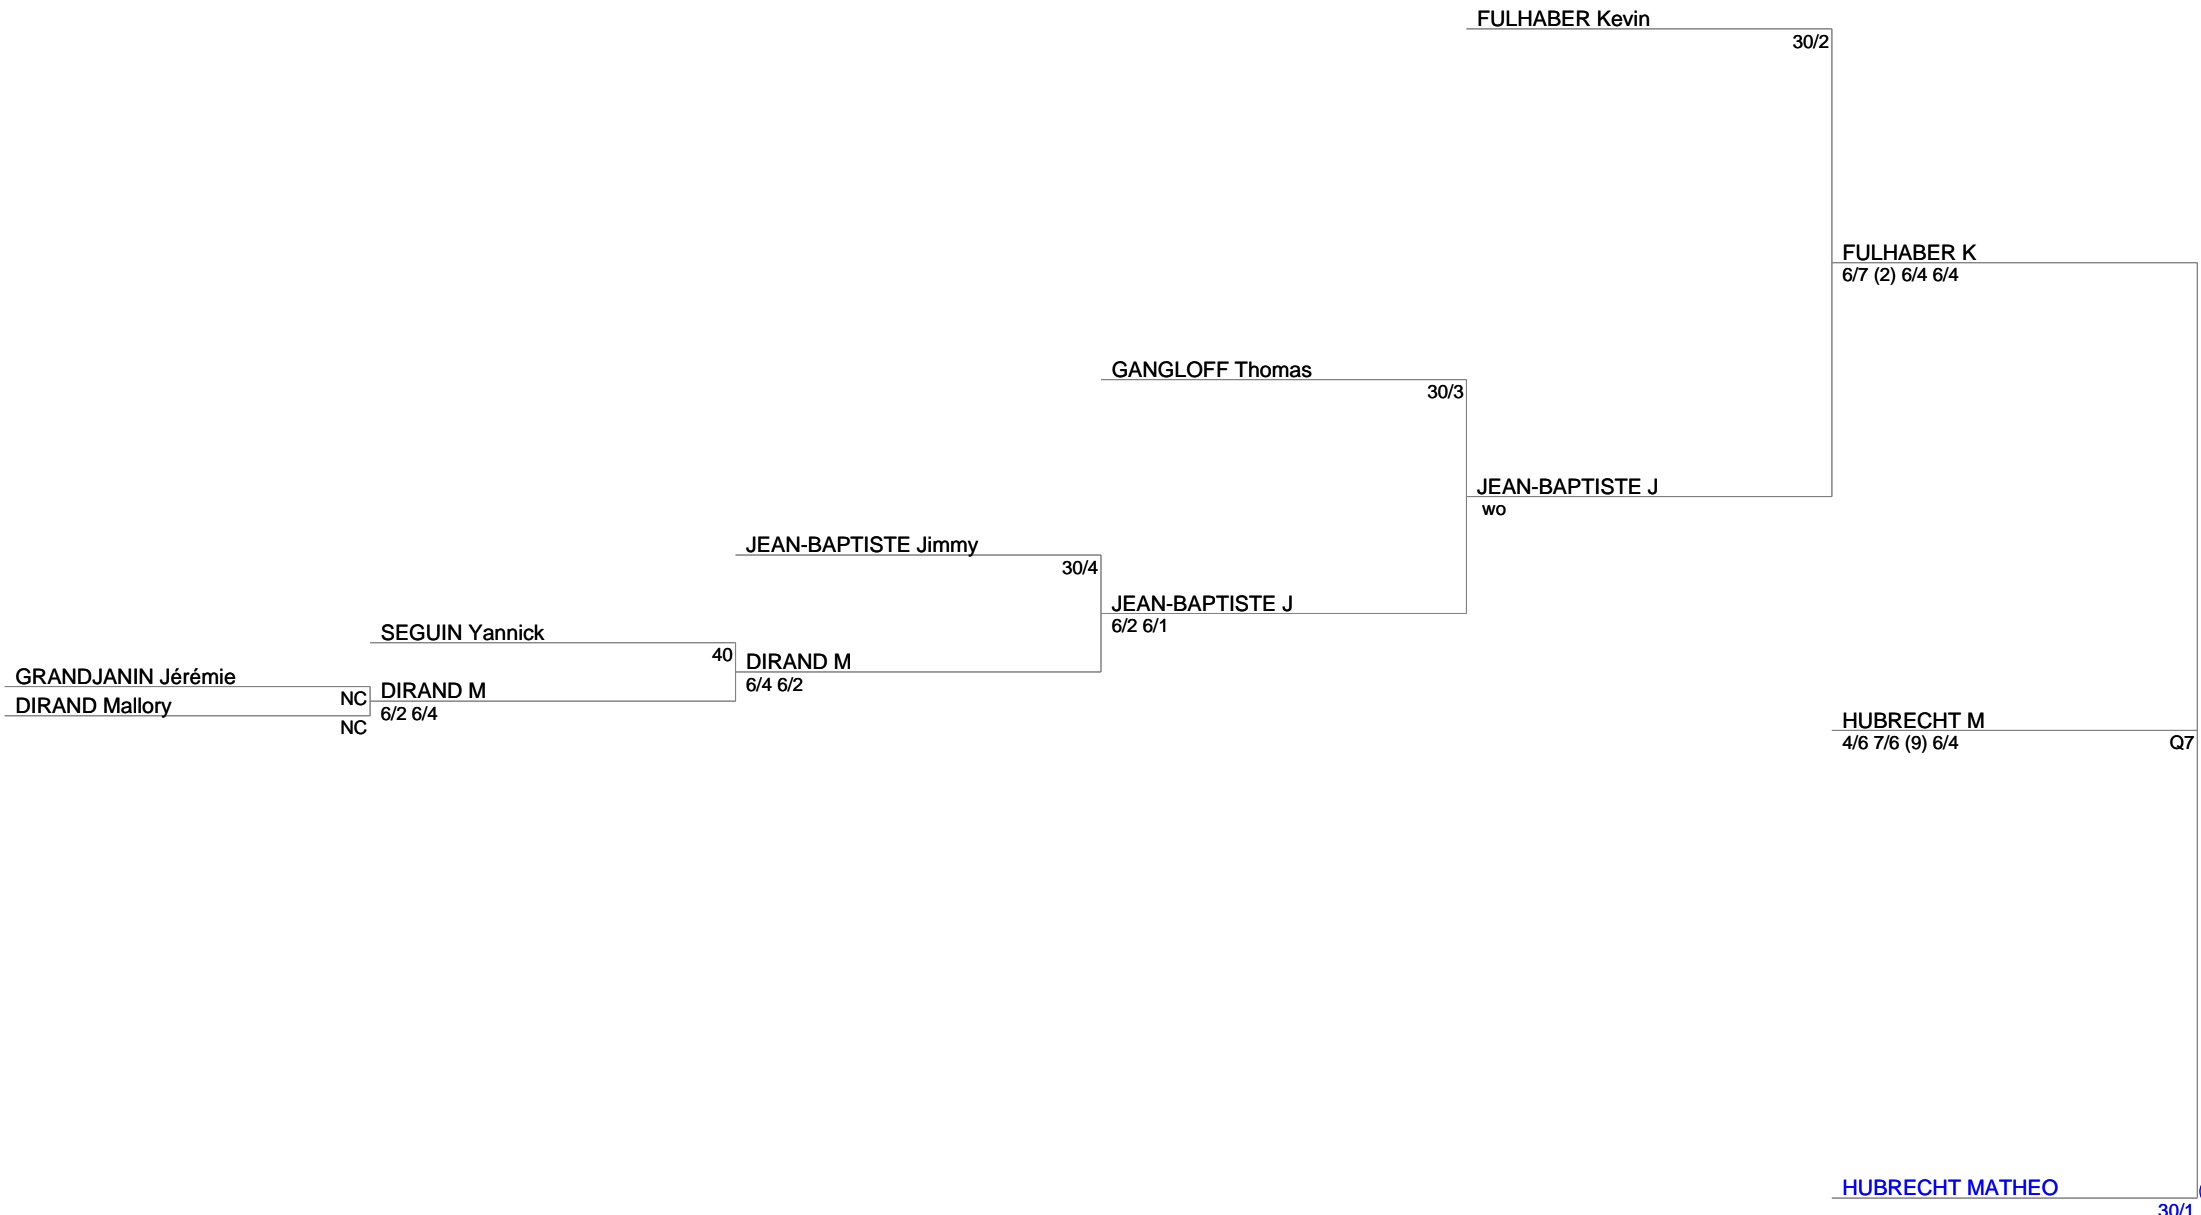 FULHABER Kevin
30/2
FULHABER K
6/7 (2) 6/4 6/4
GANGLOFF Thomas
30/3
JEAN-BAPTISTE J
wo
JEAN-BAPTISTE Jimmy
30/4
JEAN-BAPTISTE J
6/2 6/1
SEGUIN Yannick
40
DIRAND M
6/4 6/2
GRANDJANIN Jérémie
NC
DIRAND M
6/2 6/4
DIRAND Mallory
NC
HUBRECHT M
4/6 7/6 (9) 6/4
Q7
HUBRECHT MATHEO
30/1